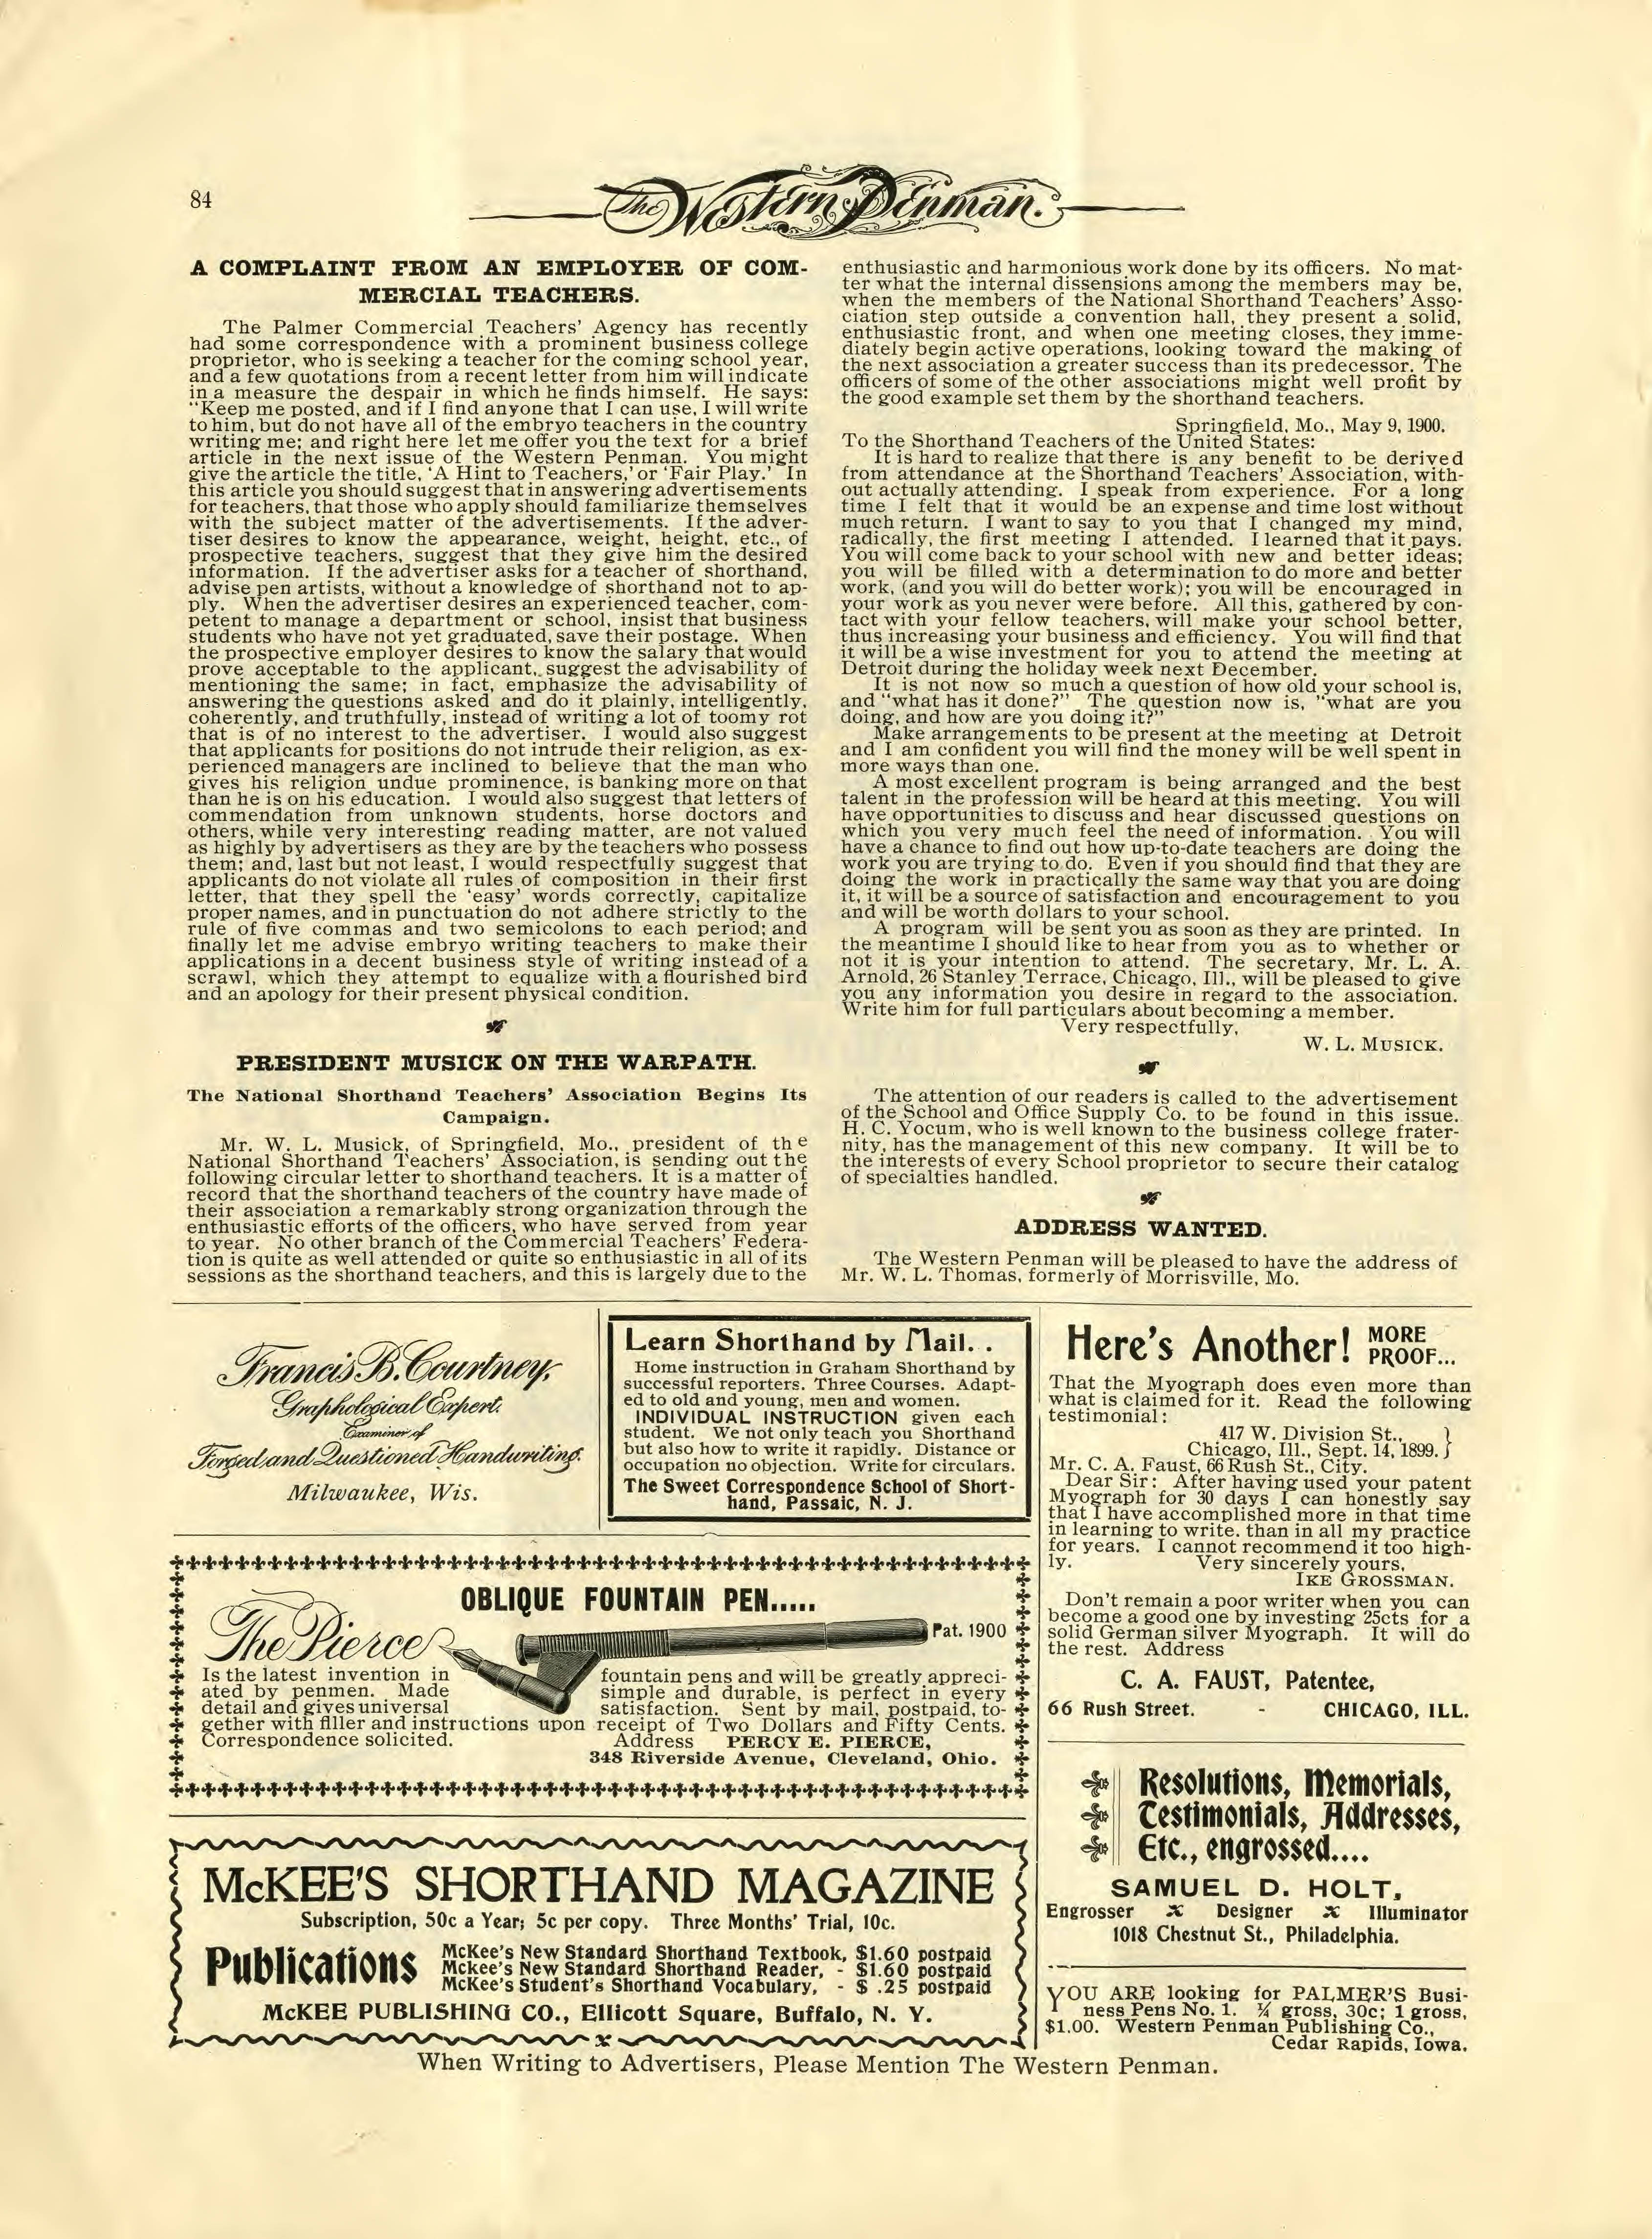 84
The Western Penman.
A COMPLAINT FROM AN EMPLOYER OF COM-
MERCIAL TEACHERS.
The Palmer Commercial Teachers' Agency has recently
had some correspondence with a prominent business college
proprietor, who is seeking a teacher for the coming school year,
and a few quotations from a recent letter from him will indicate
in a measure the despair in which he finds himself. He says:
"Keep me posted, and if I find anyone that I can use, I will write
to him, but do not have all of the embryo teachers in the country
writing me; and right here let me offer you the text for a brief
article in the next issue of the Western Penman. You might
give the article the title, 'A Hint to Teachers,' or 'Fair Play.' In
this article you should suggest that in answering advertisements
for teachers, that those who apply should familiarize themselves
with the subject matter of the advertisements. If the adver-
tiser desires to know the appearance, weight, height, etc., of
prospective teachers, suggest that they give him the desired
information. If the advertiser asks for a teacher of shorthand,
advise pen artists, without a knowledge of shorthand not to ap-
ply. When the advertiser desires an experienced teacher, com-
petent to manage a department or school, insist that business
students who have not yet graduated, save their postage. When
the prospective employer desires to know the salary that would
prove acceptable to the applicant, suggest the advisability of
mentioning the same; in fact, emphasize the advisability of
answering the questions asked and do it plainly, intelligently,
coherently, and truthfully, instead of writing a lot of toomy rot
that is of no interest to the advertiser. I would also suggest
that applicants for positions do not intrude their religion, as ex-
perienced managers are inclined to believe that the man who
gives his religion undue prominence, is banking more on that
than he is on his education. I would also suggest that letters of
commendation from unknown students, horse doctors and
others, while very interesting reading matter, are not valued
as highly by advertisers as they are by the teachers who possess
them; and, last but not least, I would respectfully suggest that
applicants do not violate all rules of composition in their first
letter, that they spell the 'easy' words correctly, capitalize
proper names, and in punctuation do not adhere strictly to the
rule of five commas and two semicolons to each period; and
finally let me advise embryo writing teachers to make their
applications in a decent business style of writing instead of a
scrawl, which they attempt to equalize with a flourished bird
and an apology for their present physical condition.
PRESIDENT MUSICK ON THE WARPATH.
The National Shorthand Teachers' Association Begins Its
Campaign.
Mr. W. L. Musick, of Springfield, Mo., president of the
National Shorthand Teachers' Association, is sending out the
following circular letter to shorthand teachers. It is a matter of
record that the shorthand teachers of the country have made of
their association a remarkably strong organization through the
enthusiastic efforts of the officers, who have served from year
to year. No other branch of the Commercial Teachers' Federa-
tion is quite as well attended or quite so enthusiastic in all of its
sessions as the shorthand teachers, and this is largely due to the
enthusiastic and harmonious work done by its officers. No mat-
ter what the internal dissensions among the members may be,
when the members of the National Shorthand Teachers' Asso-
ciation step outside a convention hall, they present a solid,
enthusiastic front, and when one meeting closes, they imme-
diately begin active operations, looking toward the making of
the next association a greater success than its predecessor. The
officers of some of the other associations might well profit by
the good example set them by the shorthand teachers.
Springfield, Mo., May 9, 1900.
To the Shorthand Teachers of the United States:
It is hard to realize that there is any benefit to be derived
from attendance at the Shorthand Teachers' Association, with-
out actually attending. I speak from experience. For a long
time I felt that it would be an expense and time lost without
much return. I want to say to you that I changed my mind,
radically, the first meeting I attended. I learned that it pays.
You will come back to your school with new and better ideas;
you will be filled with a determination to do more and better
work, (and you will do better work); you will be encouraged in
your work as you never were before. All this, gathered by con-
tact with your fellow teachers, will make your school better,
thus increasing your business and efficiency. You will find that
it will be a wise investment for you to attend the meeting at
Detroit during the holiday week next December.
It is not now so much a question of how old your school is,
and "what has it done?" The question now is, "what are you
doing, and how are you doing it?"
Make arrangements to be present at the meeting at Detroit
and I am confident you will find the money will be well spent in
more ways than one.
A most excellent program is being arranged and the best
talent in the profession will be heard at this meeting. You will
have opportunities to discuss and hear discussed questions on
which you very much feel the need of information. You will
have a chance to find out how up-to-date teachers are doing the
work you are trying to do. Even if you should find that they are
doing the work in practically the same way that you are doing
it, it will be a source of satisfaction and encouragement to you
and will be worth dollars to your school.
A program will be sent you as soon as they are printed. In
the meantime I should like to hear from you as to whether or
not it is your intention to attend. The secretary, Mr. L. A.
Arnold, 26 Stanley Terrace, Chicago, Ill., will be pleased to give
you any information you desire in regard to the association.
Write him for full particulars about becoming a member.
Very respectfully,
W. L. MUSICK.
The attention of our readers is called to the advertisement
of the School and Office Supply Co. to be found in this issue.
H. C. Yocum, who is well known to the business college frater-
nity, has the management of this new company. It will be to
the interests of every School proprietor to secure their catalog
of specialties handled.
ADDRESS WANTED.
The Western Penman will be pleased to have the address of
Mr. W. L. Thomas, formerly of Morrisville, Mo.
Francis B. Courtney,
Graphological Expert.
Examiner of
Forged and Questioned Handwriting.
Milwaukee, Wis.
Learn Shorthand by Mail. .
Home instruction in Graham Shorthand by
successful reporters. Three Courses. Adapt-
ed to old and young, men and women.
INDIVIDUAL INSTRUCTION given each
student. We not only teach you Shorthand
but also how to write it rapidly. Distance or
occupation no objection. Write for circulars.
The Sweet Correspondence School of Short-
hand, Passaic, N. J.
OBLIQUE FOUNTAIN PEN.....
The Pierce
Pat. 1900
Is the latest invention in fountain pens and will be greatly appreci-
ated by penmen. Made simple and durable, is perfect in every
detail and gives universal satisfaction. Sent by mail, postpaid, to-
gether with filler and instructions upon receipt of Two Dollars and Fifty Cents.
Correspondence solicited. Address PERCY E. PIERCE,
348 Riverside Avenue, Cleveland, Ohio.
McKEE'S SHORTHAND MAGAZINE
Subscription, 50c a Year; 5c per copy. Three Months' Trial, 10c.
Publications
McKee's New Standard Shorthand Textbook, $1.60 postpaid
Mckee's New Standard Shorthand Reader, - $1.60 postpaid
McKee's Student's Shorthand Vocabulary, - $ .25 postpaid
McKEE PUBLISHING CO., Ellicott Square, Buffalo, N. Y.
Here's Another! MORE
PROOF...
That the Myograph does even more than
what is claimed for it. Read the following
testimonial:
417 W. Division St., }
Chicago, Ill., Sept. 14, 1899.
Mr. C. A. Faust, 66 Rush St., City.
Dear Sir: After having used your patent
Myograph for 30 days I can honestly say
that I have accomplished more in that time
in learning to write, than in all my practice
for years. I cannot recommend it too high-
ly. Very sincerely yours,
IKE GROSSMAN.
Don't remain a poor writer when you can
become a good one by investing 25cts for a
solid German silver Myograph. It will do
the rest. Address
C. A. FAUST, Patentee,
66 Rush Street. - CHICAGO, ILL.
Resolutions, Memorials,
Testimonials, Addresses,
Etc., engrossed....
SAMUEL D. HOLT,
Engrosser x Designer x Illuminator
1018 Chestnut St., Philadelphia.
YOU ARE looking for PALMER'S Busi-
ness Pens No. 1. ¼ gross, 30c; 1 gross,
$1.00. Western Penman Publishing Co.,
Cedar Rapids, Iowa.
When Writing to Advertisers, Please Mention The Western Penman.